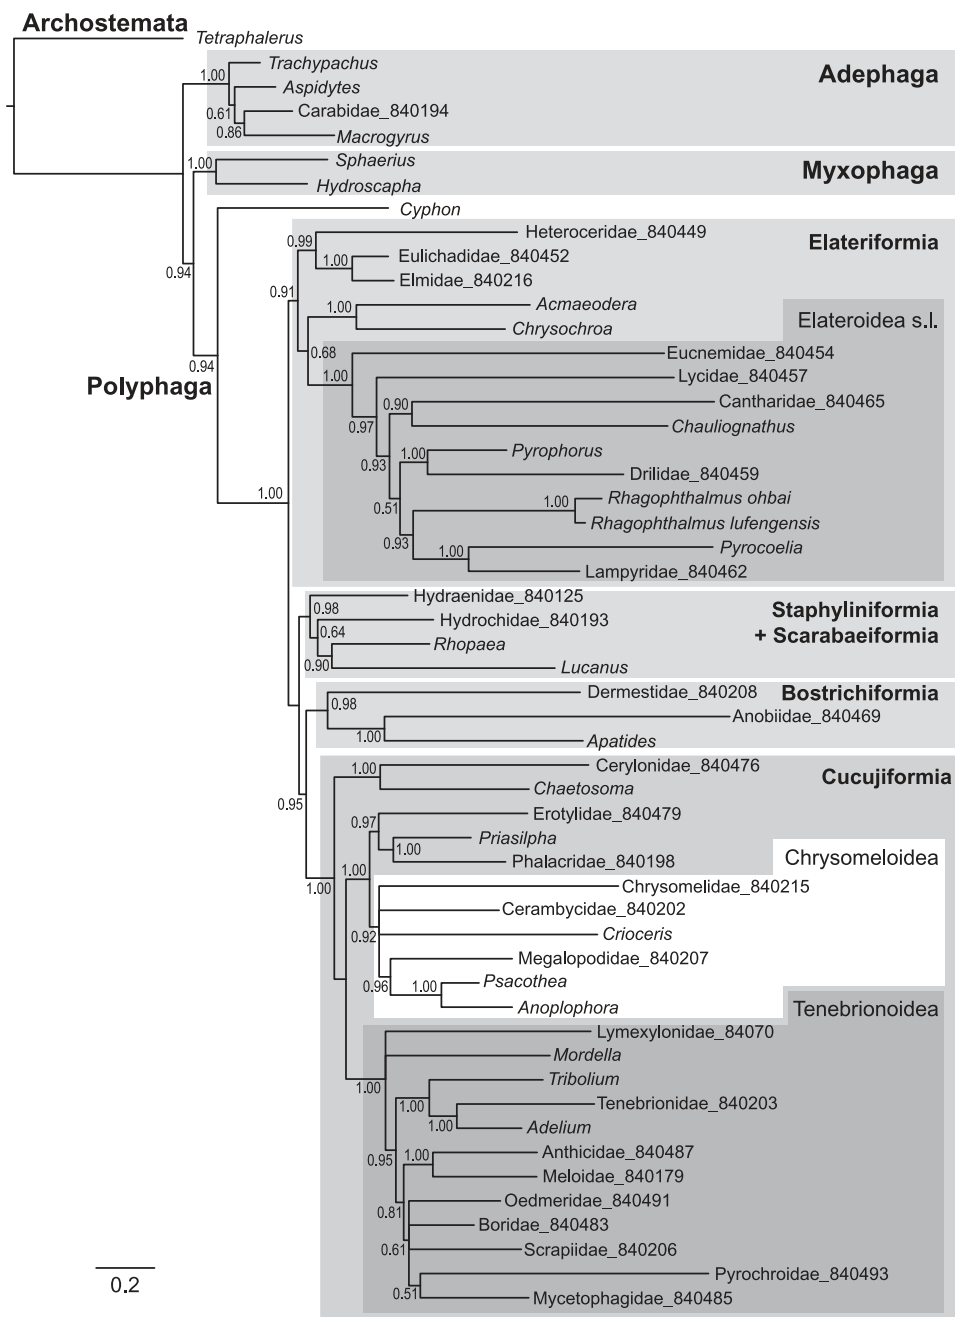 Archostemata
Tetraphalerus
Trachypachus
1.00
Adephaga
Aspidytes
0.61
Carabidae_840194
0.86
Macrogyrus
Sphaerius
1.00
Myxophaga
Hydroscapha
Cyphon
0.94
Heteroceridae_840449
0.99
Elateriformia
Eulichadidae_840452
1.00
Elmidae_840216
0.91
Acmaeodera
1.00
Chrysochroa
Elateroidea s.l.
0.68
Eucnemidae_840454
0.94
Polyphaga
1.00
Lycidae_840457
Cantharidae_840465
0.90
0.97
Chauliognathus
Pyrophorus
1.00
0.93
Drilidae_840459
1.00
Rhagophthalmus ohbai
1.00
0.51
Rhagophthalmus lufengensis
0.93
Pyrocoelia
1.00
Lampyridae_840462
Hydraenidae_840125
0.98
Staphyliniformia
+ Scarabaeiformia
Hydrochidae_840193
0.64
Rhopaea
0.90
Lucanus
Dermestidae_840208
Bostrichiformia
0.98
Anobiidae_840469
1.00
Apatides
Cerylonidae_840476
1.00
Cucujiformia
Chaetosoma
0.95
Erotylidae_840479
0.97
Priasilpha
1.00
Phalacridae_840198
Chrysomeloidea
1.00
1.00
Chrysomelidae_840215
Cerambycidae_840202
Crioceris
0.92
Megalopodidae_840207
0.96
Psacothea
1.00
Anoplophora
Tenebrionoidea
Lymexylonidae_84070
Mordella
Tribolium
1.00
1.00
Tenebrionidae_840203
1.00
Adelium
Anthicidae_840487
1.00
0.95
Meloidae_840179
Oedmeridae_840491
0.81
Boridae_840483
Scrapiidae_840206
0.61
Pyrochroidae_840493
0.51
Mycetophagidae_840485
0.2